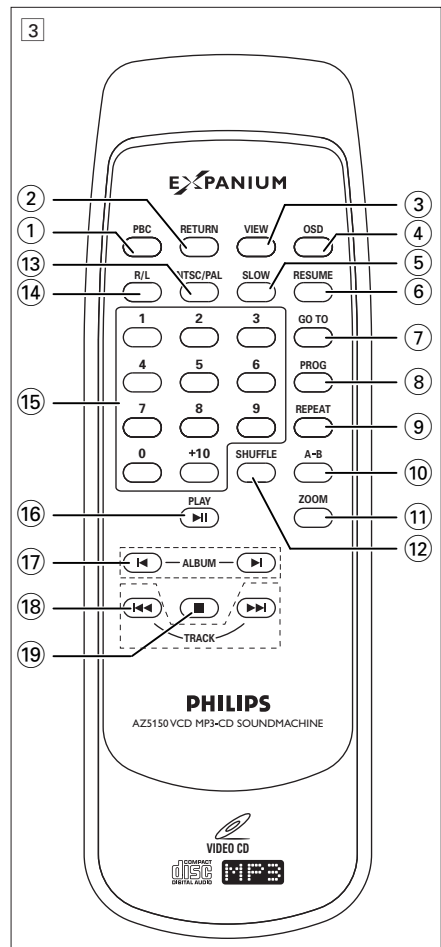 3
EXPANIUM
2 3
PBC RETURN VIEW OSD
1 4
13 R/L NTSC/PAL SLOW RESUME 5
14 6
1 2 3 GO TO
7
4 5 6 PROG
15 8
7 8 9 REPEAT
9
0 +10 SHUFFLE A-B
10
16 PLAY ZOOM 11
12
17 ALBUM
18
TRACK
19
PHILIPS
AZ5150 VCD MP3-CD SOUNDMACHINE
VIDEO CD
COMPACT disc DIGITAL AUDIO MP3